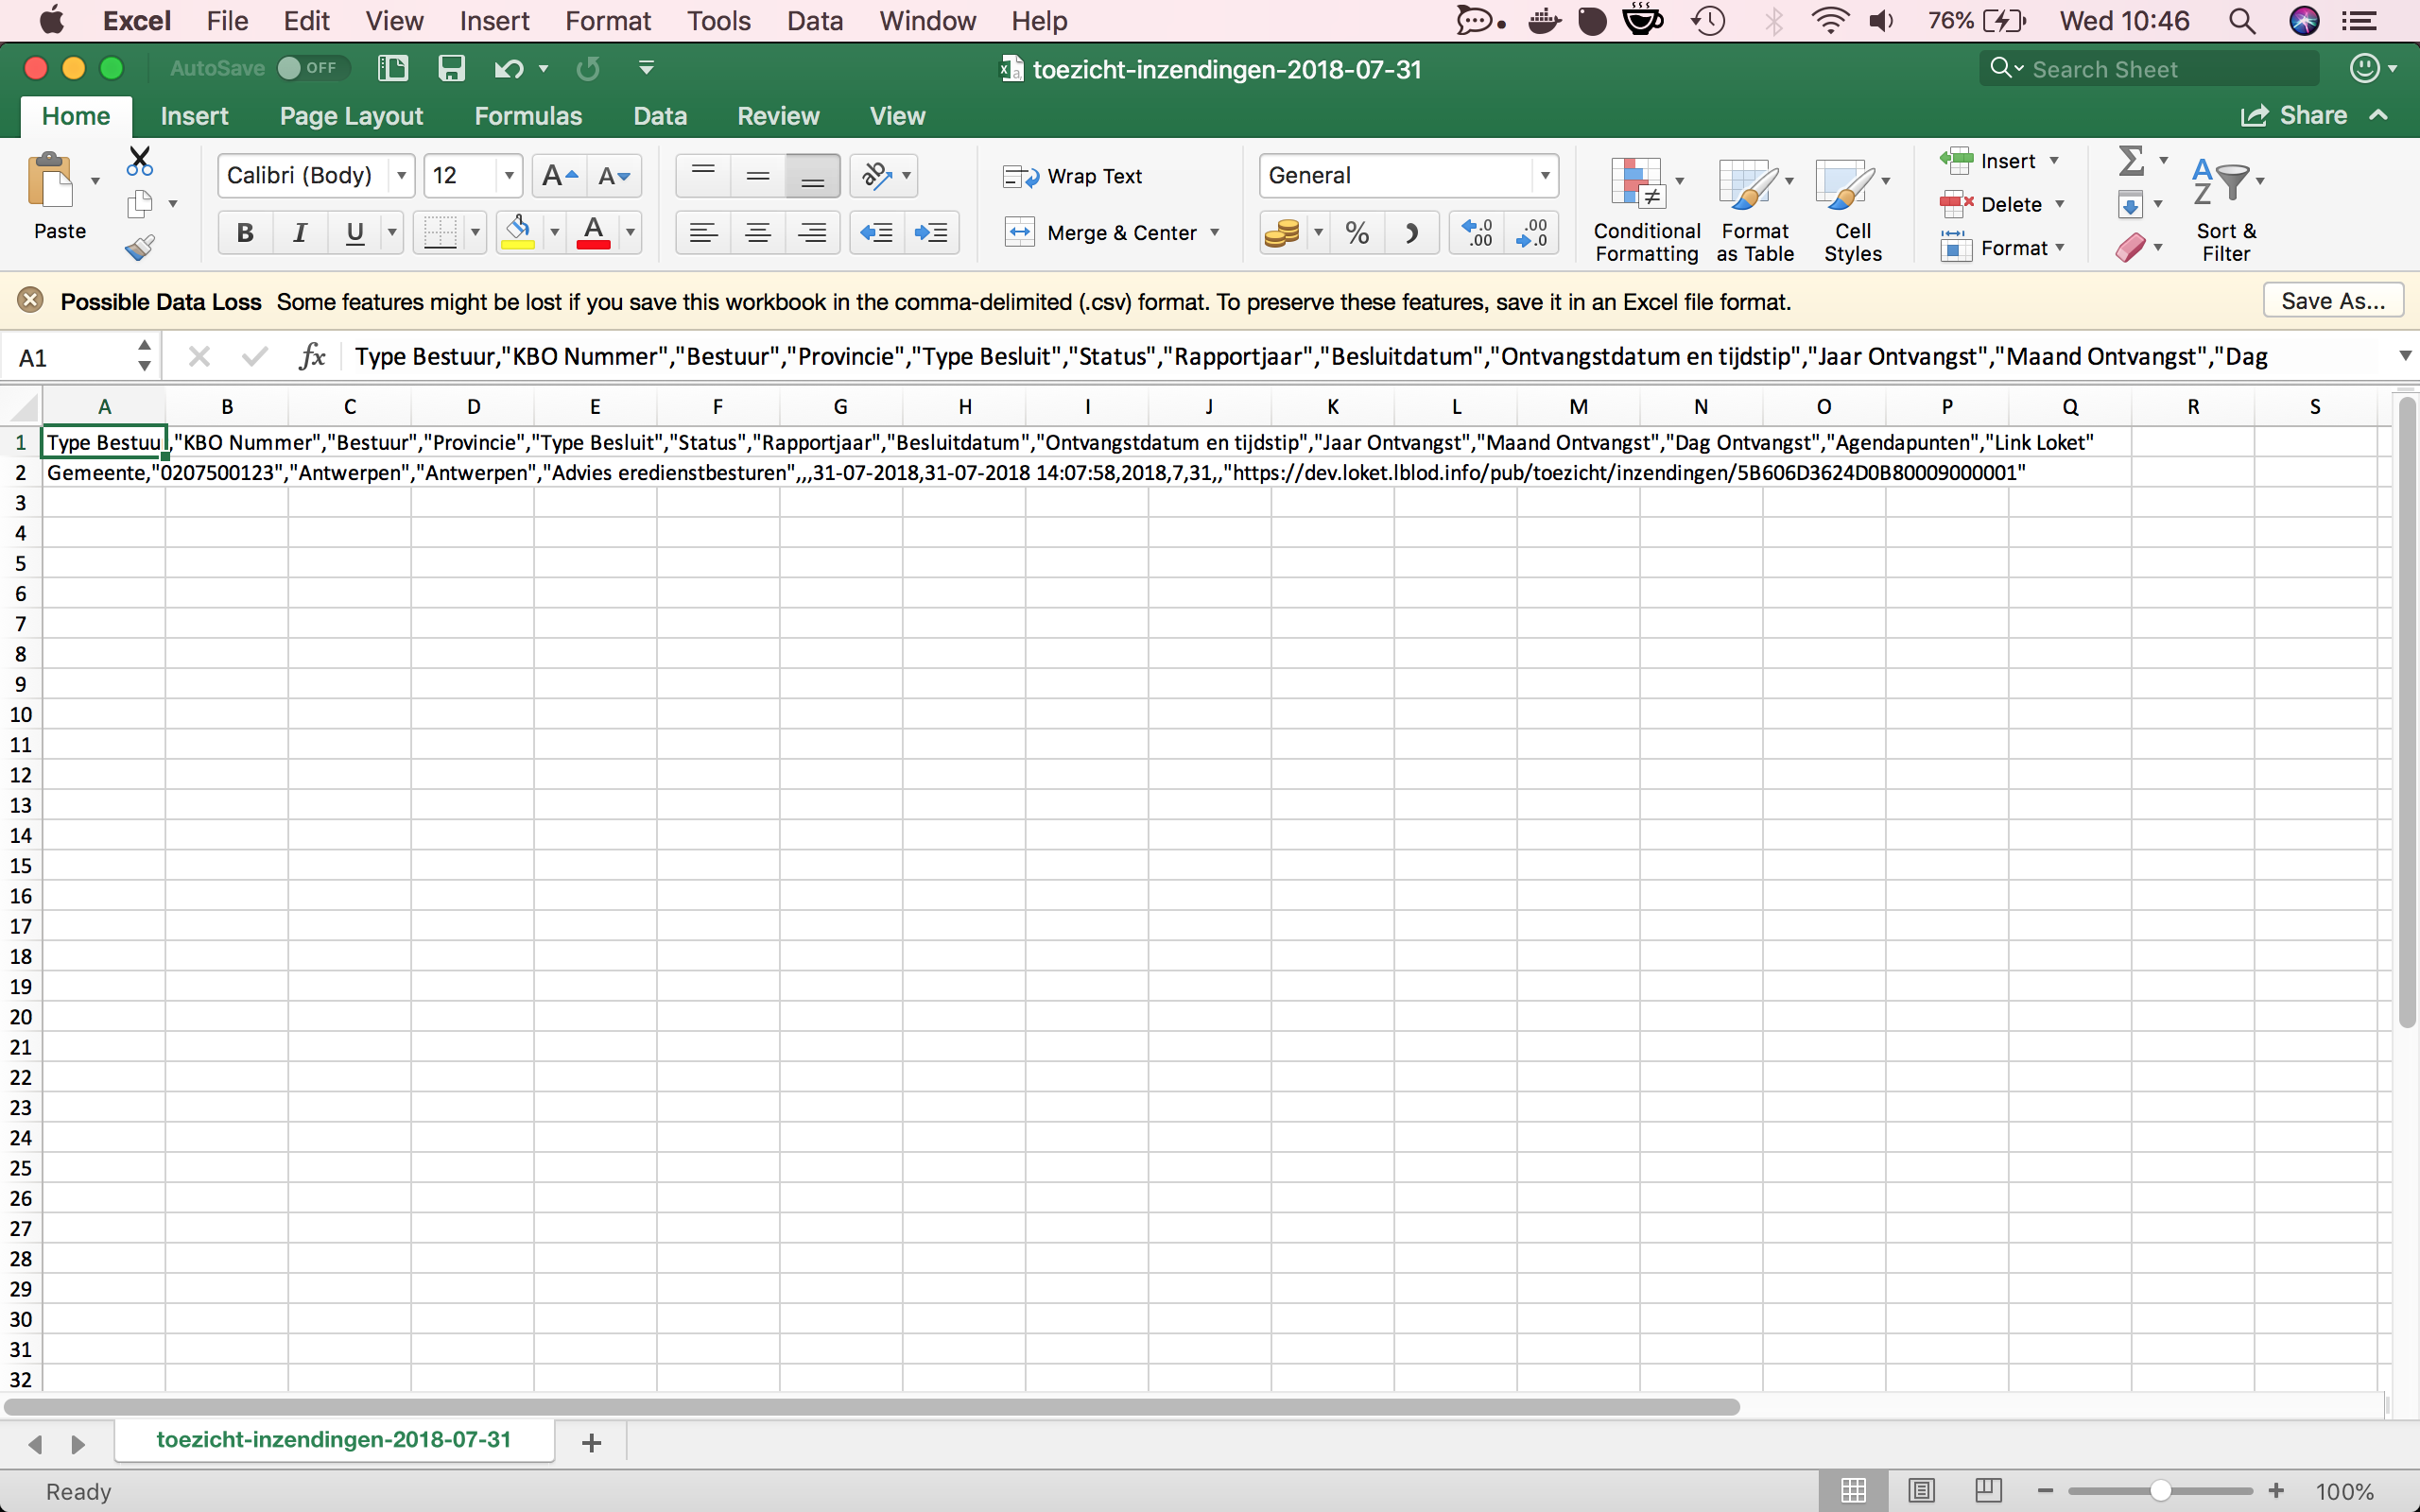 Excel File Edit View Insert Format Tools Data Window Help 76% Wed 10:46
AutoSave OFF toezicht-inzendingen-2018-07-31 Search Sheet
Home Insert Page Layout Formulas Data Review View Share
Paste Calibri (Body) 12 A A Wrap Text General Conditional Formatting Format as Table Cell Styles Insert Delete Format Sort & Filter
B I U A Merge & Center %
Possible Data Loss Some features might be lost if you save this workbook in the comma-delimited (.csv) format. To preserve these features, save it in an Excel file format. Save As...
A1 fx Type Bestuur,"KBO Nummer","Bestuur","Provincie","Type Besluit","Status","Rapportjaar","Besluitdatum","Ontvangstdatum en tijdstip","Jaar Ontvangst","Maand Ontvangst","Dag
A B C D E F G H I J K L M N O P Q R S
1 Type Bestuu,"KBO Nummer","Bestuur","Provincie","Type Besluit","Status","Rapportjaar","Besluitdatum","Ontvangstdatum en tijdstip","Jaar Ontvangst","Maand Ontvangst","Dag Ontvangst","Agendapunten","Link Loket"
2 Gemeente,"0207500123","Antwerpen","Antwerpen","Advies eredienstbesturen",,,31-07-2018,31-07-2018 14:07:58,2018,7,31,,"https://dev.loket.lblod.info/pub/toezicht/inzendingen/5B606D3624D0B80009000001"
3
4
5
6
7
8
9
10
11
12
13
14
15
16
17
18
19
20
21
22
23
24
25
26
27
28
29
30
31
32
toezicht-inzendingen-2018-07-31 +
Ready 100%